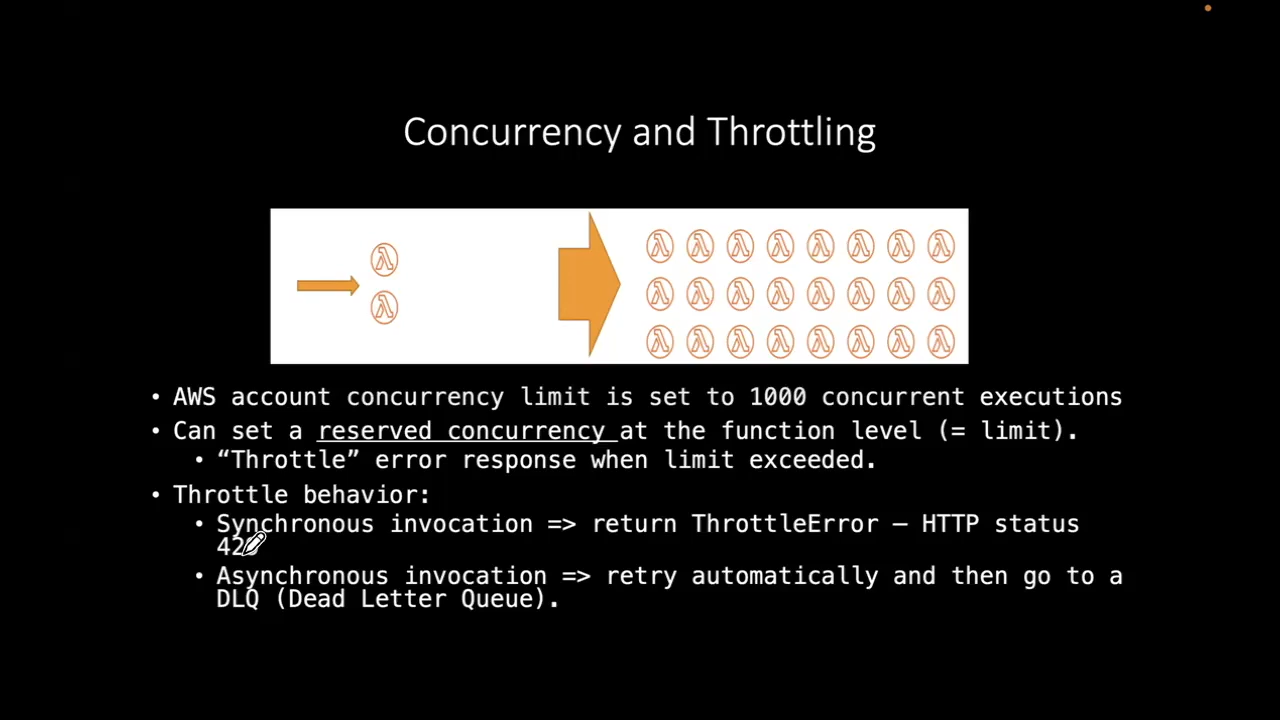 Concurrency and Throttling
• AWS account concurrency limit is set to 1000 concurrent executions
• Can set a reserved concurrency at the function level (= limit).
• “Throttle” error response when limit exceeded.
• Throttle behavior:
• Synchronous invocation => return ThrottleError – HTTP status
• Asynchronous invocation => retry automatically and then go to a
DLQ (Dead Letter Queue).